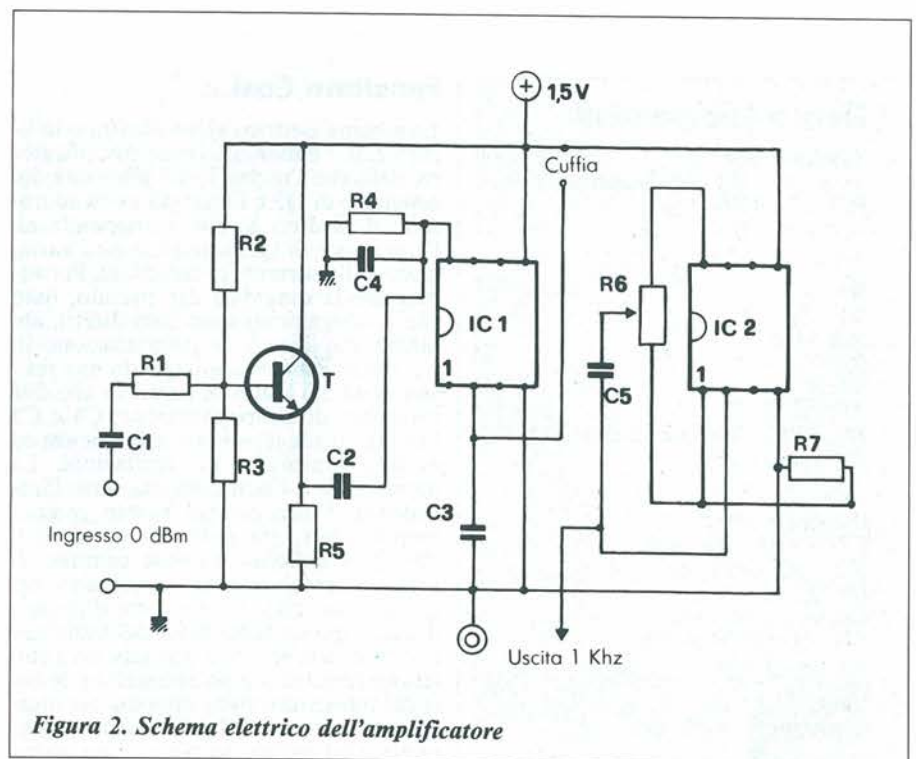 1,5 V
Cuffia
R4
R2
C4
R6
IC 1
IC 2
R1
T
1
1
C5
C1
R3
C2
R7
C3
Ingresso 0 dBm
R5
Uscita 1 Khz
Figura 2. Schema elettrico dell'amplificatore